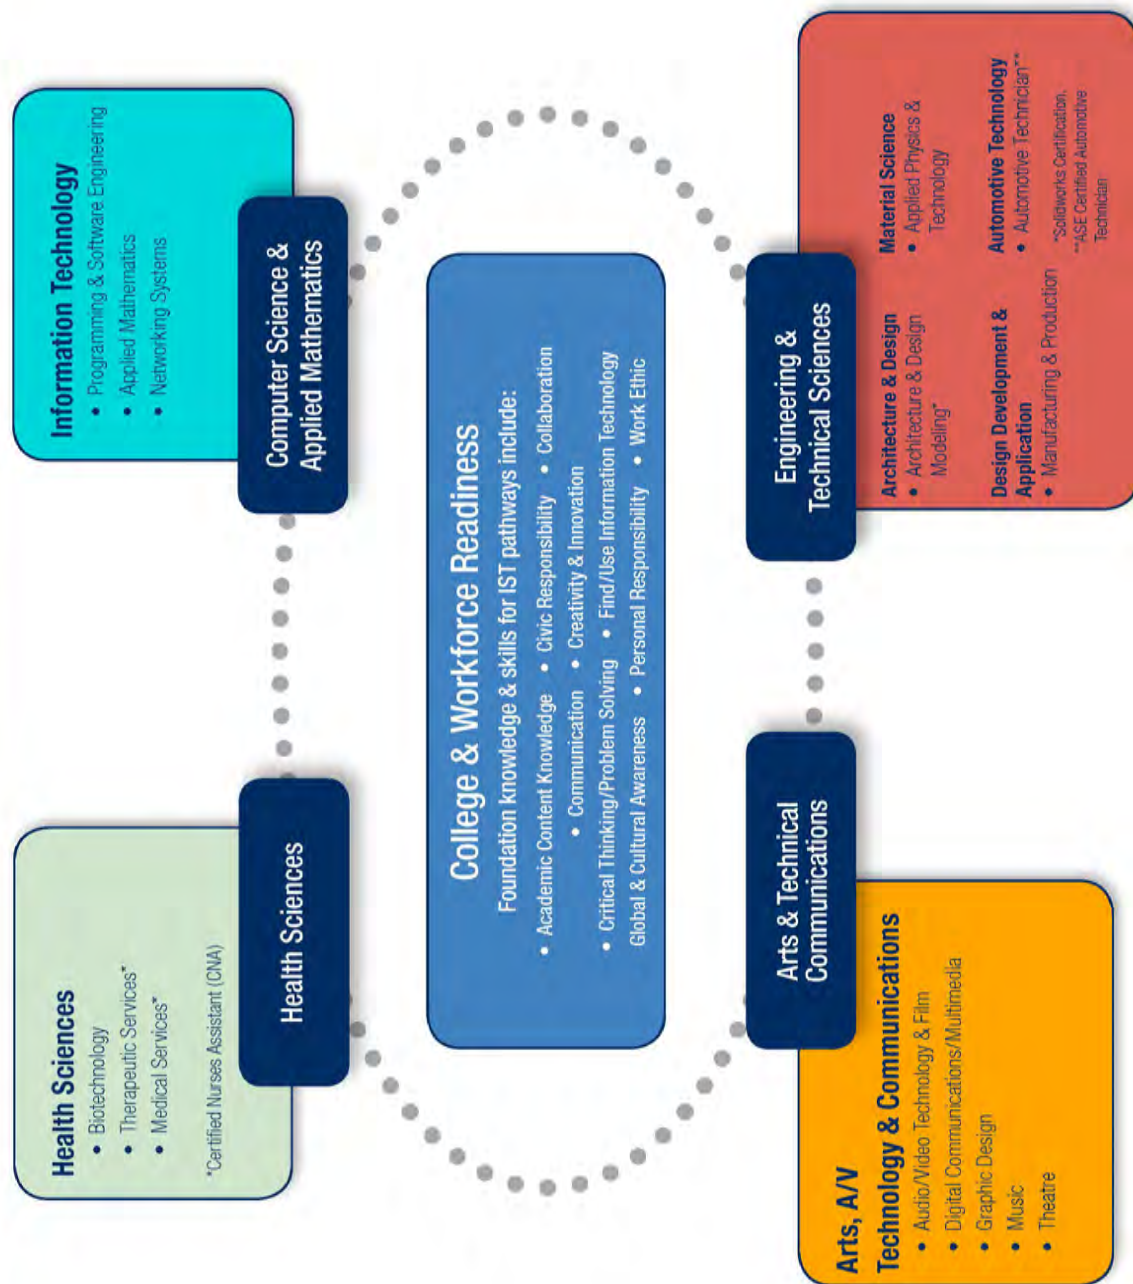 Health Sciences
• Biotechnology
• Therapeutic Services*
• Medical Services*
*Certified Nurses Assistant (CNA)
Health Sciences
Information Technology
• Programming & Software Engineering
• Applied Mathematics
• Networking Systems
Computer Science &
Applied Mathematics
College & Workforce Readiness
Foundation knowledge & skills for IST pathways include:
• Academic Content Knowledge • Civic Responsibility • Collaboration
• Communication • Creativity & Innovation
• Critical Thinking/Problem Solving • Find/Use Information Technology
Global & Cultural Awareness • Personal Responsibility • Work Ethic
Arts & Technical
Communications
Arts, A/V
Technology & Communications
• Audio/Video Technology & Film
• Digital Communications/Multimedia
• Graphic Design
• Music
• Theatre
Engineering &
Technical Sciences
Architecture & Design
• Architecture & Design
Modeling*
Design Development &
Application
• Manufacturing & Production
Material Science
• Applied Physics &
Technology
Automotive Technology
• Automotive Technician**
*Solidworks Certification,
**ASE Certified Automotive
Technician